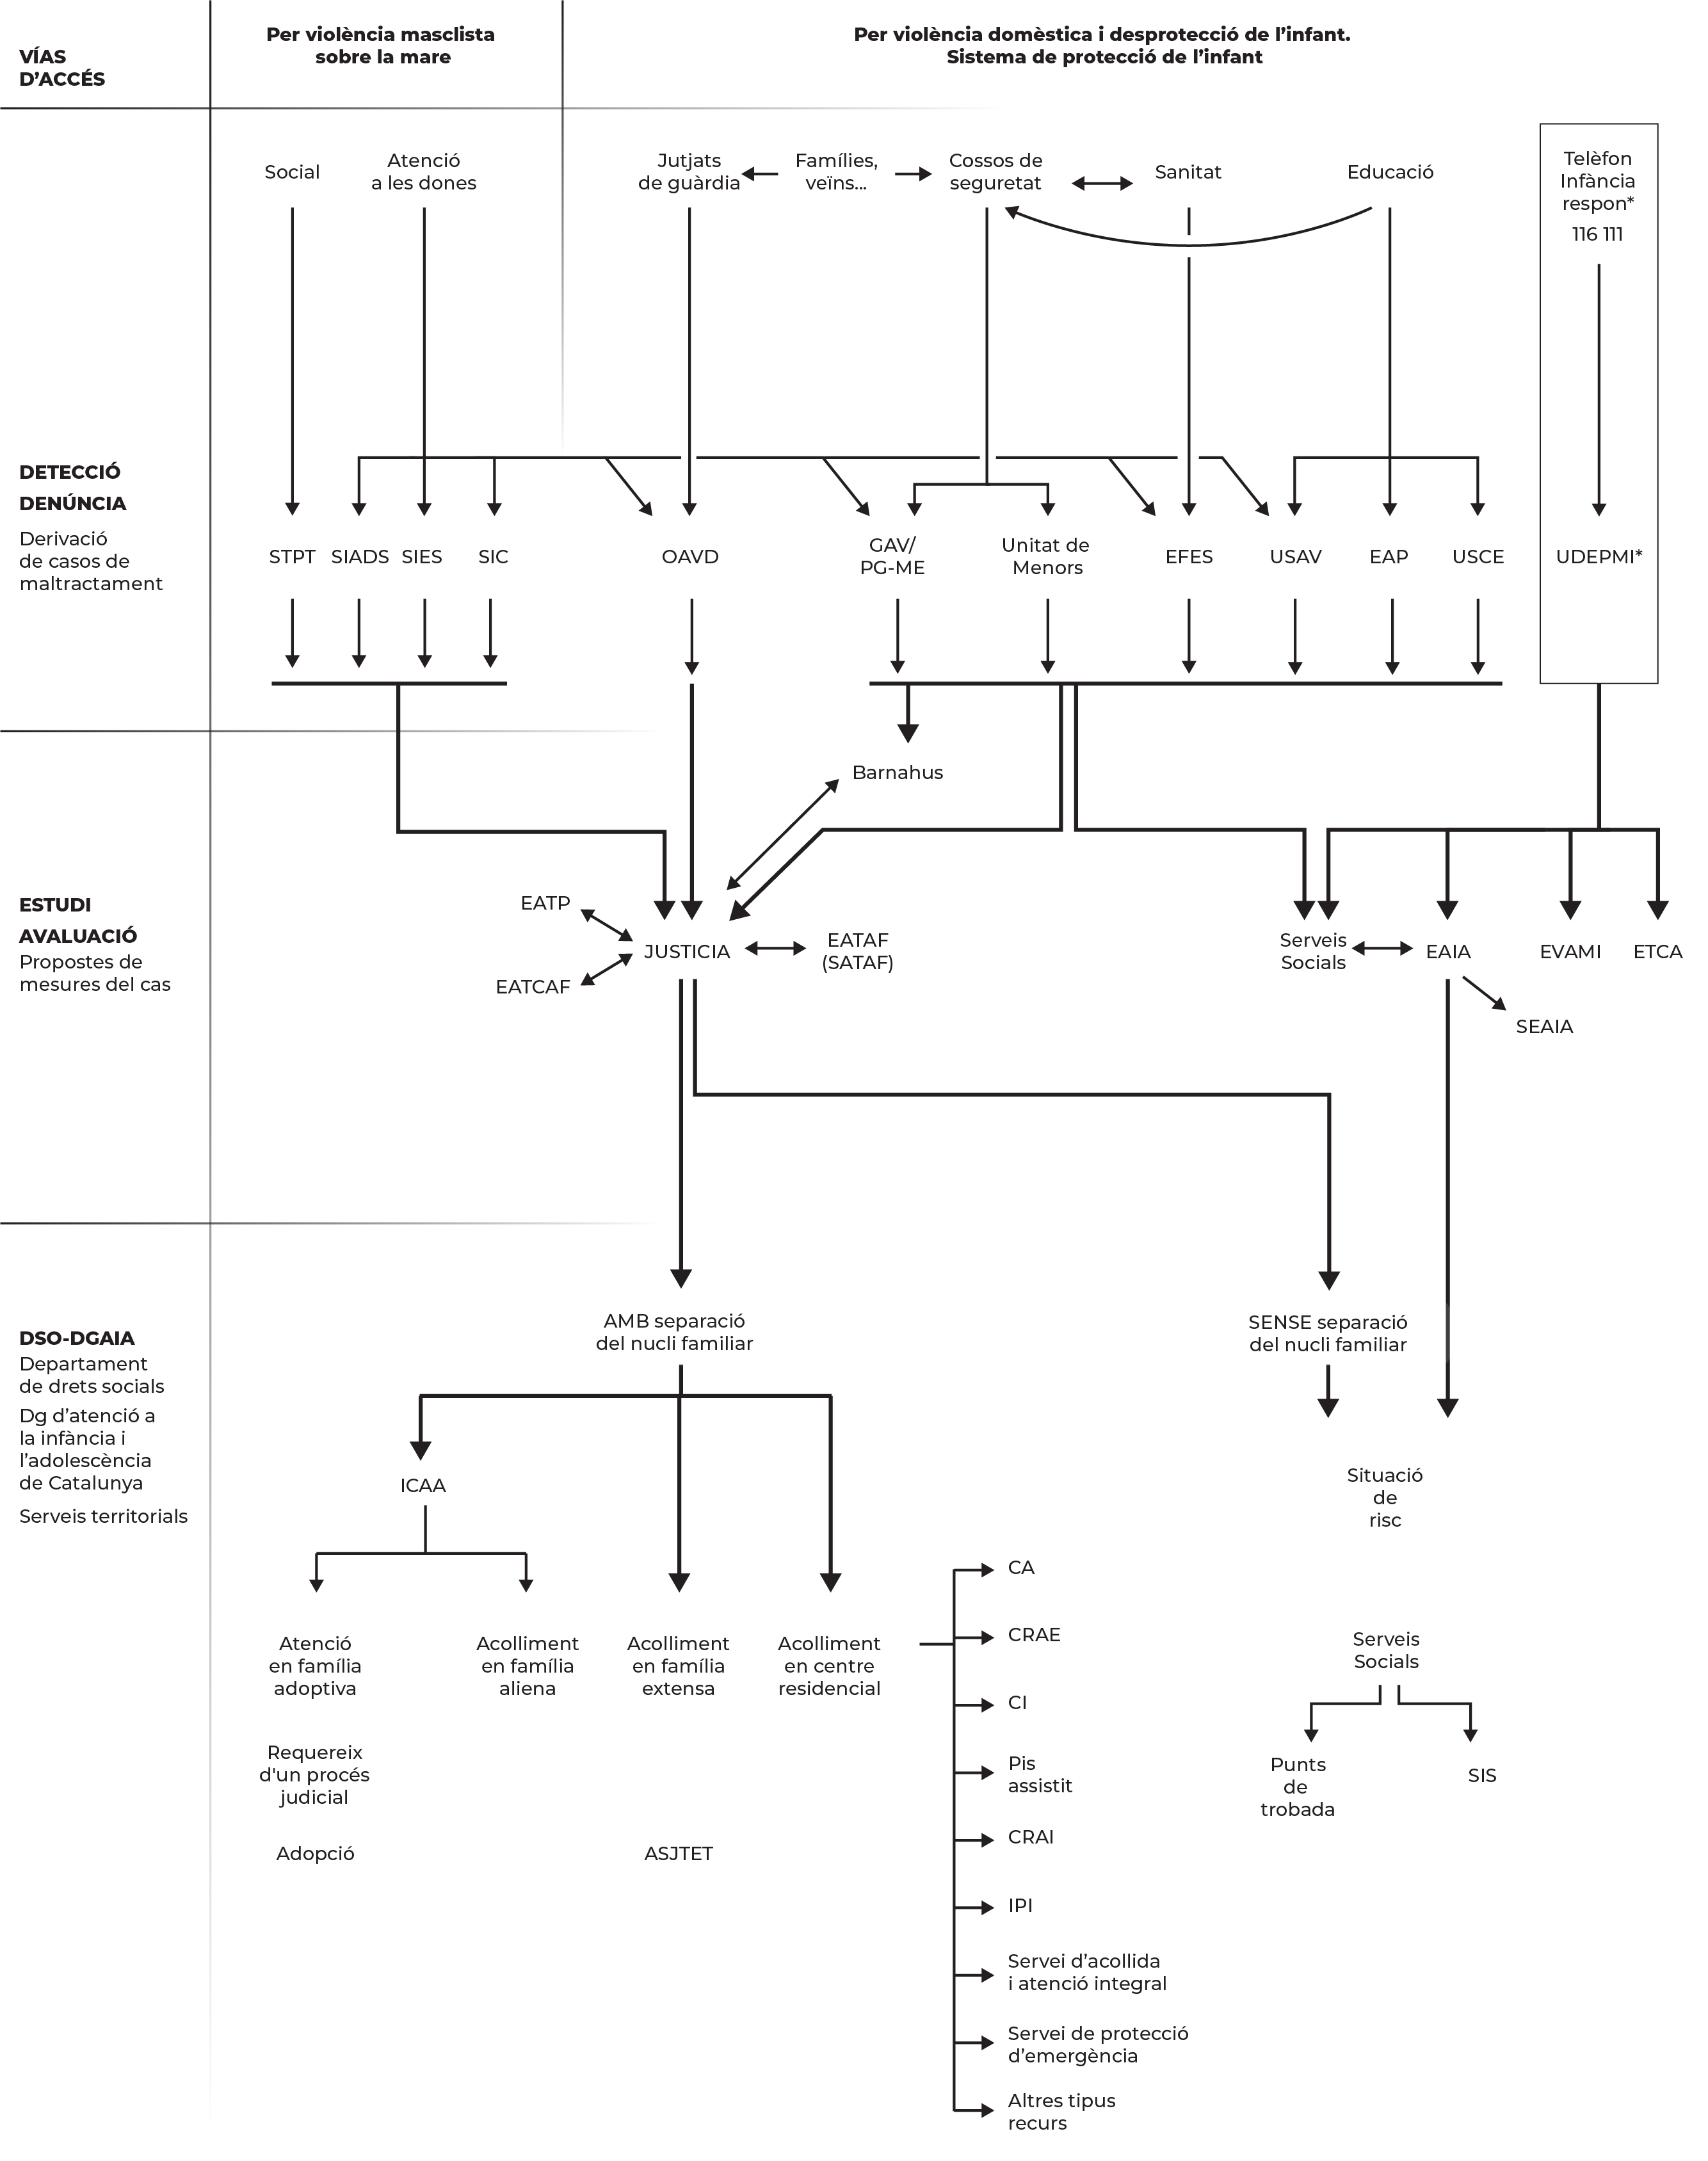 VÍAS
D’ACCÉS
Per violència masclista
sobre la mare
Per violència domèstica i desprotecció de l’infant.
Sistema de protecció de l’infant
Social
Atenció
a les dones
Jutjats
de guàrdia
Famílies,
veïns...
Cossos de
seguretat
Sanitat
Educació
Telèfon
Infància
respon*
116 111
DETECCIÓ
DENÚNCIA
Derivació
de casos de
maltractament
STPT
SIADS
SIES
SIC
OAVD
GAV/
PG-ME
Unitat de
Menors
EFES
USAV
EAP
USCE
UDEPMI*
Barnahus
ESTUDI
AVALUACIÓ
Propostes de
mesures del cas
EATP
EATCAF
JUSTICIA
EATAF
(SATAF)
Serveis
Socials
EAIA
EVAMI
ETCA
SEAIA
DSO-DGAIA
Departament
de drets socials
Dg d’atenció a
la infància i
l’adolescència
de Catalunya
Serveis territorials
AMB separació
del nucli familiar
SENSE separació
del nucli familiar
ICAA
Situació
de
risc
Atenció
en família
adoptiva
Acolliment
en família
aliena
Acolliment
en família
extensa
Acolliment
en centre
residencial
Requereix
d'un procés
judicial
Adopció
ASJTET
CA
CRAE
CI
Pis
assistit
CRAI
IPI
Servei d’acollida
i atenció integral
Servei de protecció
d’emergència
Altres tipus
recurs
Serveis
Socials
Punts
de
trobada
SIS